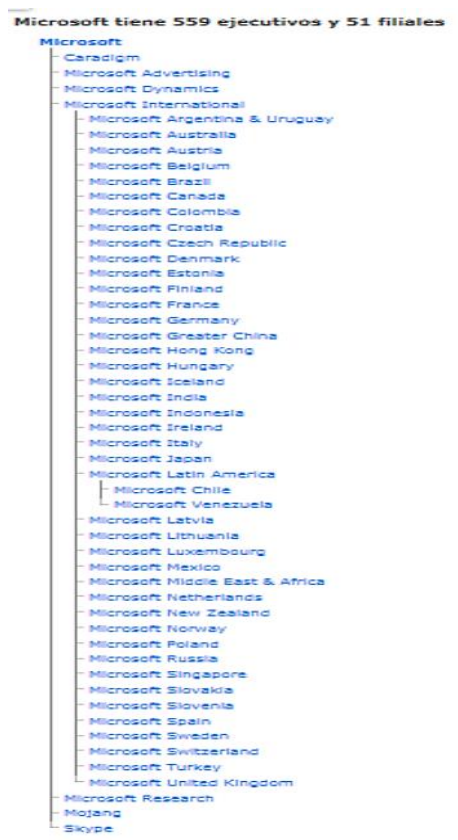 Microsoft tiene 559 ejecutivos y 51 filiales
Microsoft
Caradigm
Microsoft Advertising
Microsoft Dynamics
Microsoft International
Microsoft Argentina & Uruguay
Microsoft Australia
Microsoft Austria
Microsoft Belgium
Microsoft Brazil
Microsoft Canada
Microsoft Colombia
Microsoft Croatia
Microsoft Czech Republic
Microsoft Denmark
Microsoft Estonia
Microsoft Finland
Microsoft France
Microsoft Germany
Microsoft Greater China
Microsoft Hong Kong
Microsoft Hungary
Microsoft Iceland
Microsoft India
Microsoft Indonesia
Microsoft Ireland
Microsoft Italy
Microsoft Japan
Microsoft Latin America
Microsoft Chile
Microsoft Venezuela
Microsoft Latvia
Microsoft Lithuania
Microsoft Luxembourg
Microsoft Mexico
Microsoft Middle East & Africa
Microsoft Netherlands
Microsoft New Zealand
Microsoft Norway
Microsoft Poland
Microsoft Russia
Microsoft Singapore
Microsoft Slovakia
Microsoft Slovenia
Microsoft Spain
Microsoft Sweden
Microsoft Switzerland
Microsoft Turkey
Microsoft United Kingdom
Microsoft Research
Mojang
Skype